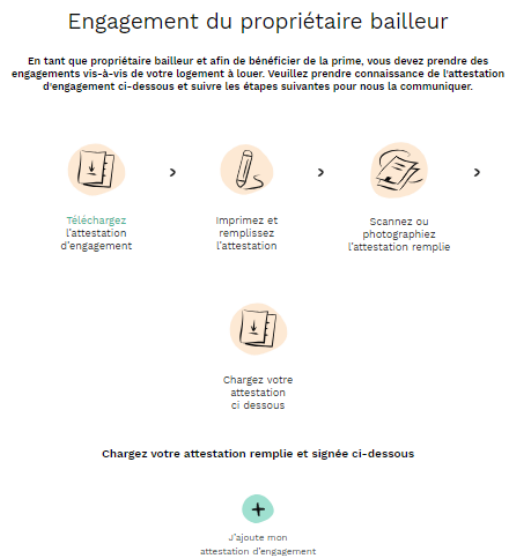 Engagement du propriétaire bailleur
En tant que propriétaire bailleur et afin de bénéficier de la prime, vous devez prendre des
engagements vis-à-vis de votre logement à louer. Veuillez prendre connaissance de l'attestation
d'engagement ci-dessous et suivre les étapes suivantes pour nous la communiquer.
Téléchargez
l'attestation
d'engagement
Imprimez et
remplissez
l'attestation
Scannez ou
photographiez
l'attestation remplie
Chargez votre
attestation
ci dessous
Chargez votre attestation remplie et signée ci-dessous
J'ajoute mon
attestation d'engagement